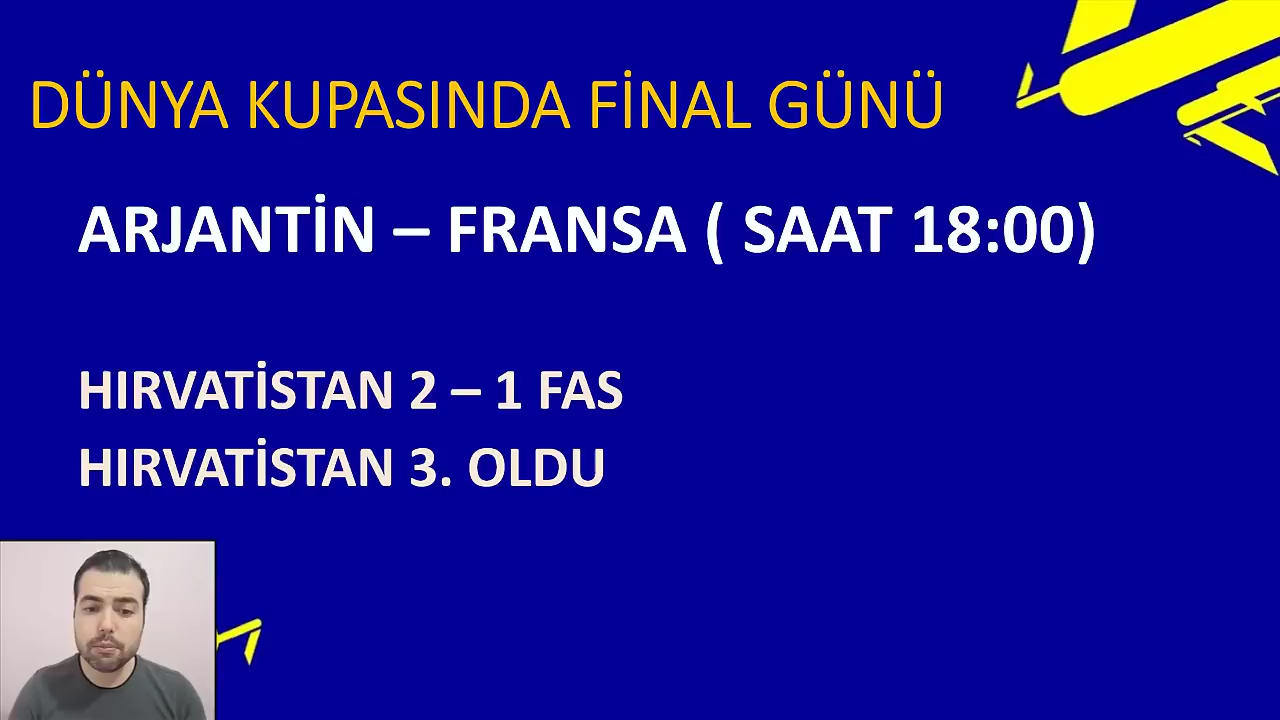 DÜNYA KUPASINDA FİNAL GÜNÜ
ARJANTİN – FRANSA ( SAAT 18:00)
HIRVATİSTAN 2 – 1 FAS
HIRVATİSTAN 3. OLDU